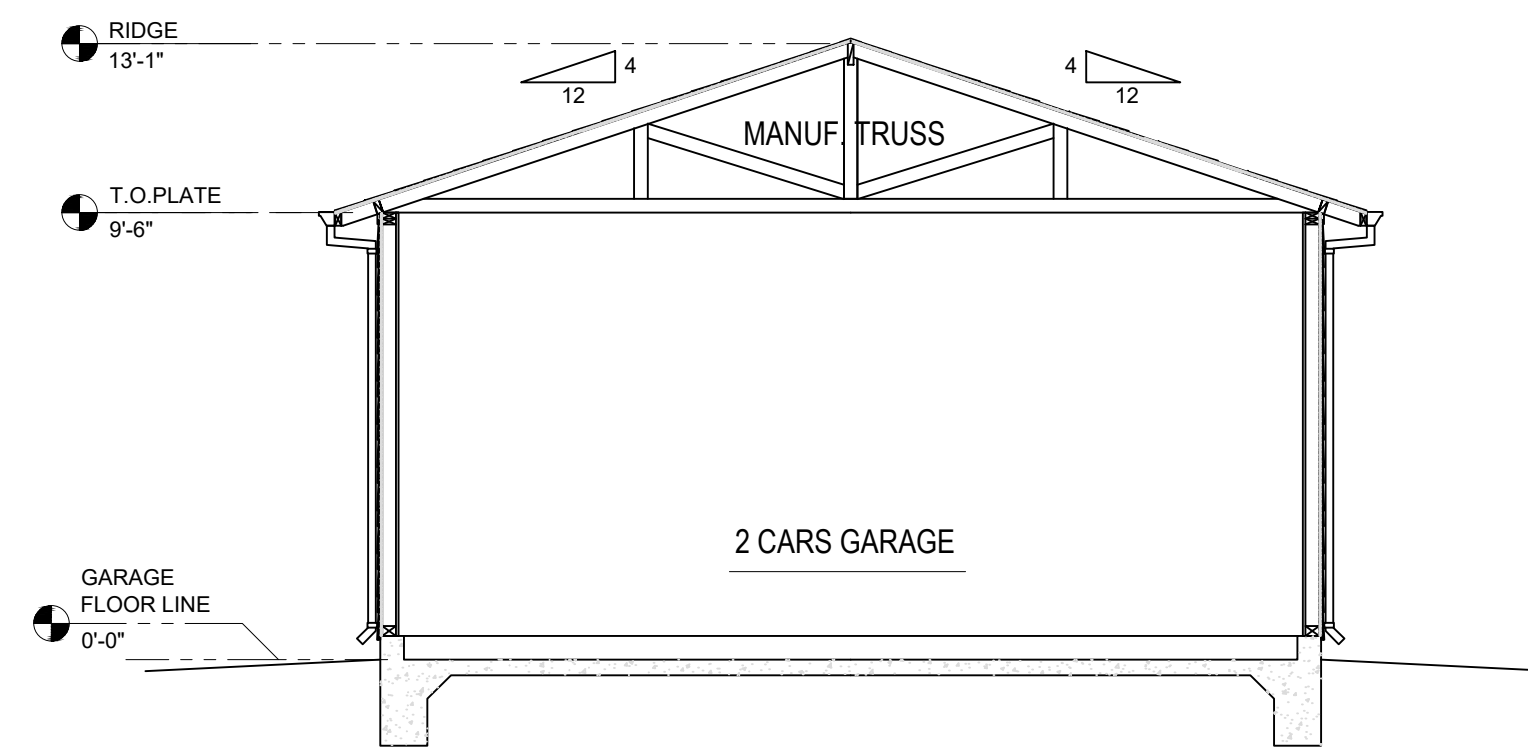 RIDGE
13'-1"
4
12
4
12
MANUF. TRUSS
T.O.PLATE
9'-6"
2 CARS GARAGE
GARAGE
FLOOR LINE
0'-0"